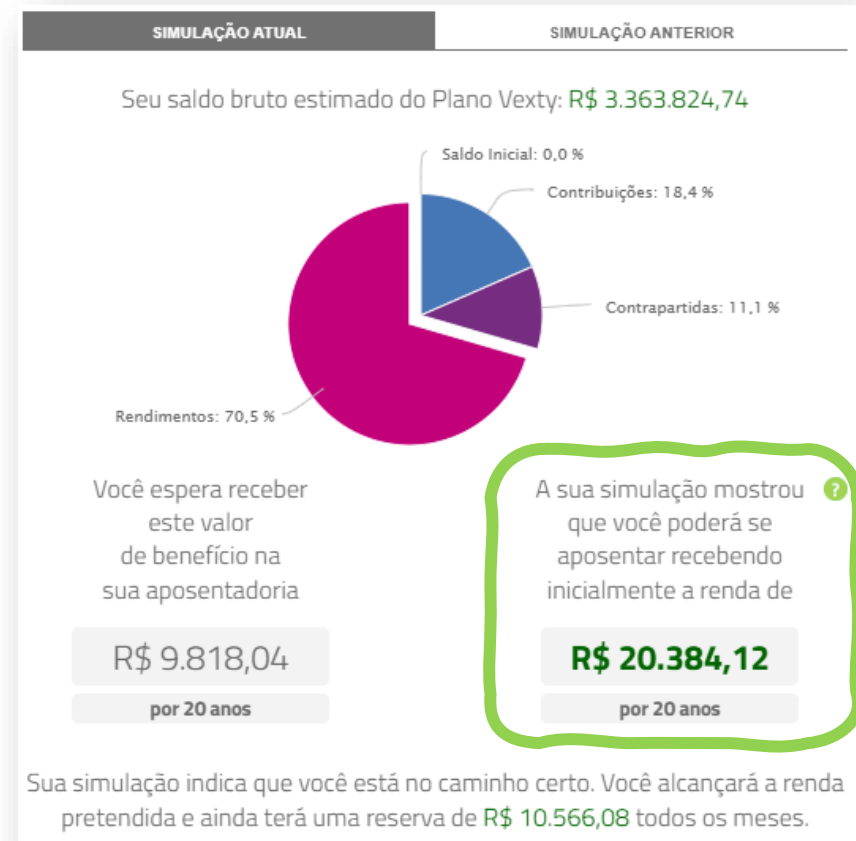 SIMULAÇÃO ATUAL
SIMULAÇÃO ANTERIOR
Seu saldo bruto estimado do Plano Vexty: R$ 3.363.824,74
Saldo Inicial: 0,0 %
Contribuições: 18,4 %
Contrapartidas: 11,1 %
Rendimentos: 70,5 %
Você espera receber
este valor
de benefício na
sua aposentadoria
R$ 9.818,04
por 20 anos
A sua simulação mostrou ?
que você poderá se
aposentar recebendo
inicialmente a renda de
R$ 20.384,12
por 20 anos
Sua simulação indica que você está no caminho certo. Você alcançará a renda
pretendida e ainda terá uma reserva de R$ 10.566,08 todos os meses.